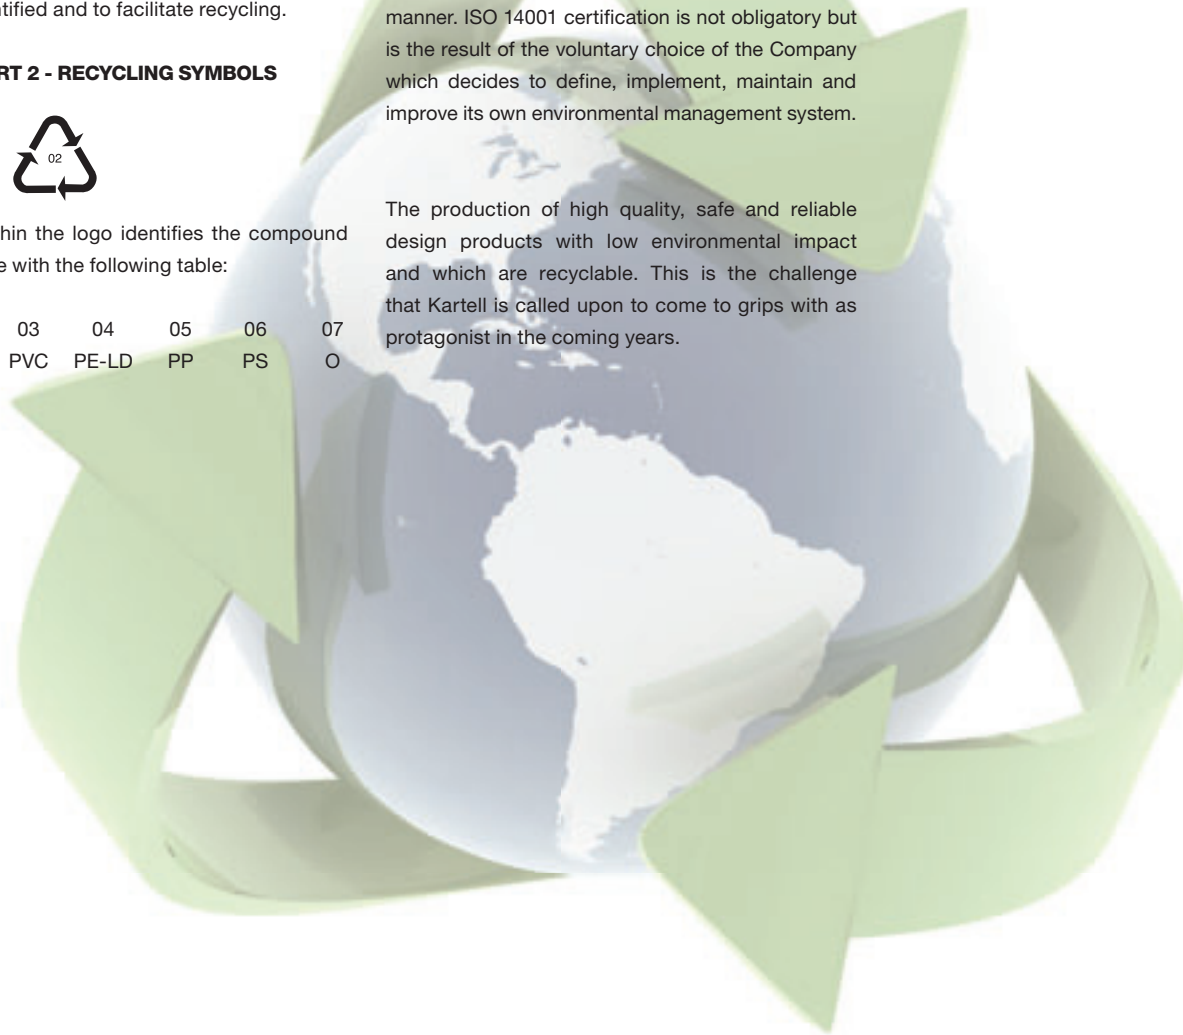 ntified and to facilitate recycling.
RT 2 - RECYCLING SYMBOLS
02
hin the logo identifies the compound
e with the following table:
03 04 05 06 07
PVC PE-LD PP PS O
manner. ISO 14001 certification is not obligatory but
is the result of the voluntary choice of the Company
which decides to define, implement, maintain and
improve its own environmental management system.
The production of high quality, safe and reliable
design products with low environmental impact
and which are recyclable. This is the challenge
that Kartell is called upon to come to grips with as
protagonist in the coming years.